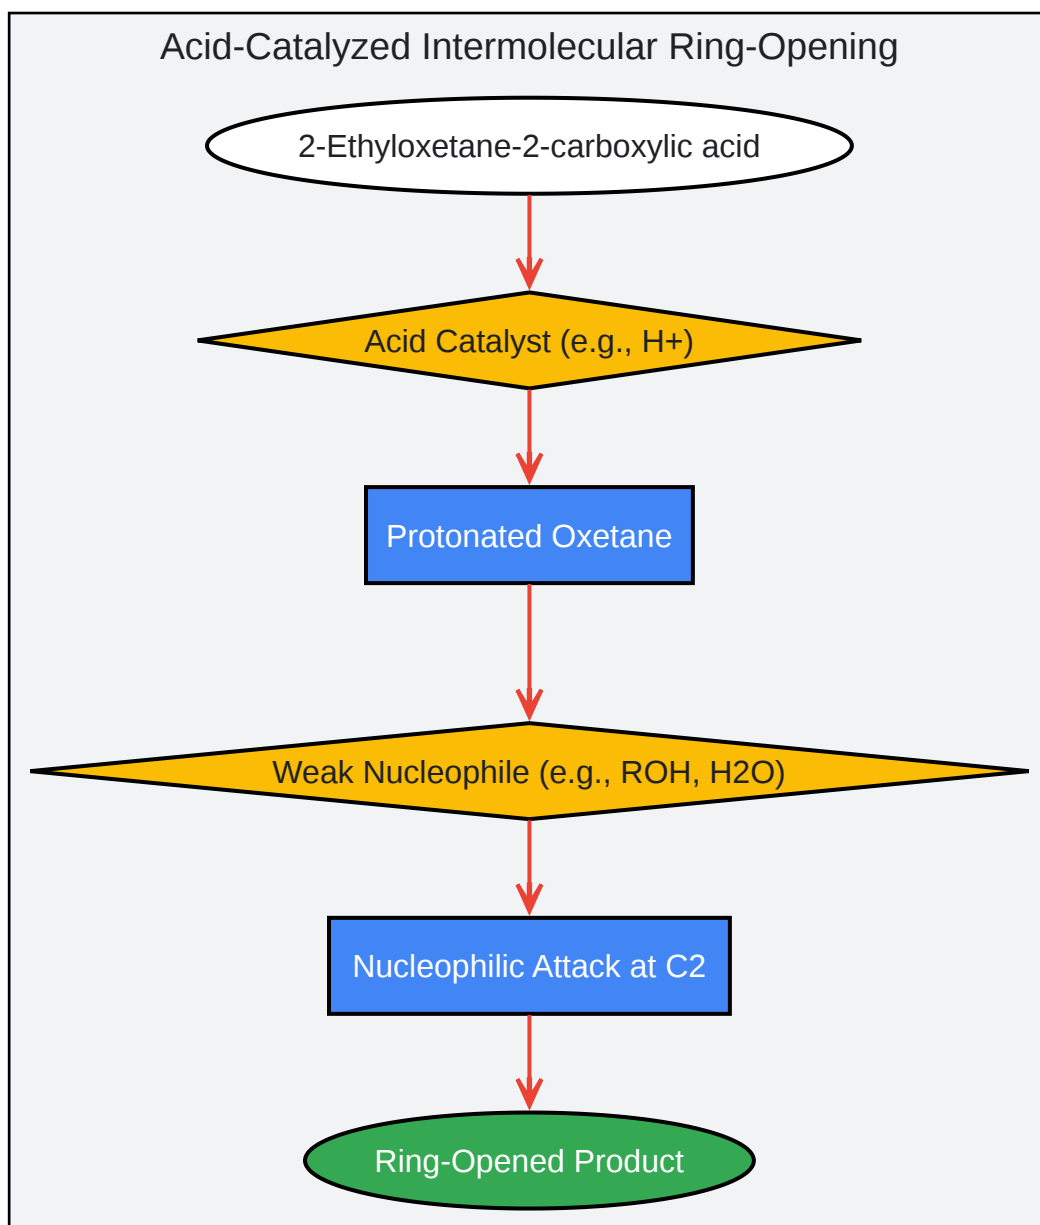 Acid-Catalyzed Intermolecular Ring-Opening
2-Ethyloxetane-2-carboxylic acid
Acid Catalyst (e.g., H+)
Protonated Oxetane
Weak Nucleophile (e.g., ROH, H2O)
Nucleophilic Attack at C2
Ring-Opened Product